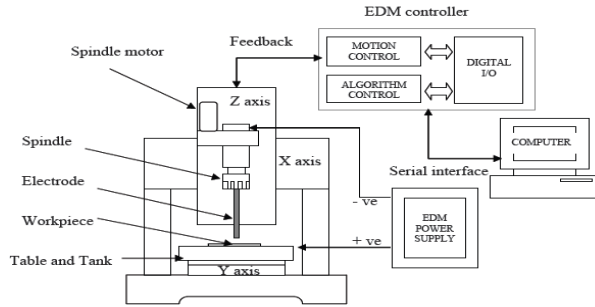 EDM controller
Spindle motor
Feedback
MOTION
CONTROL
DIGITAL
I/O
ALGORITHM
CONTROL
Z axis
Spindle
X axis
COMPUTER
Serial interface
Electrode
- ve
EDM
POWER
SUPPLY
Workpiece
+ ve
Table and Tank
Y axis